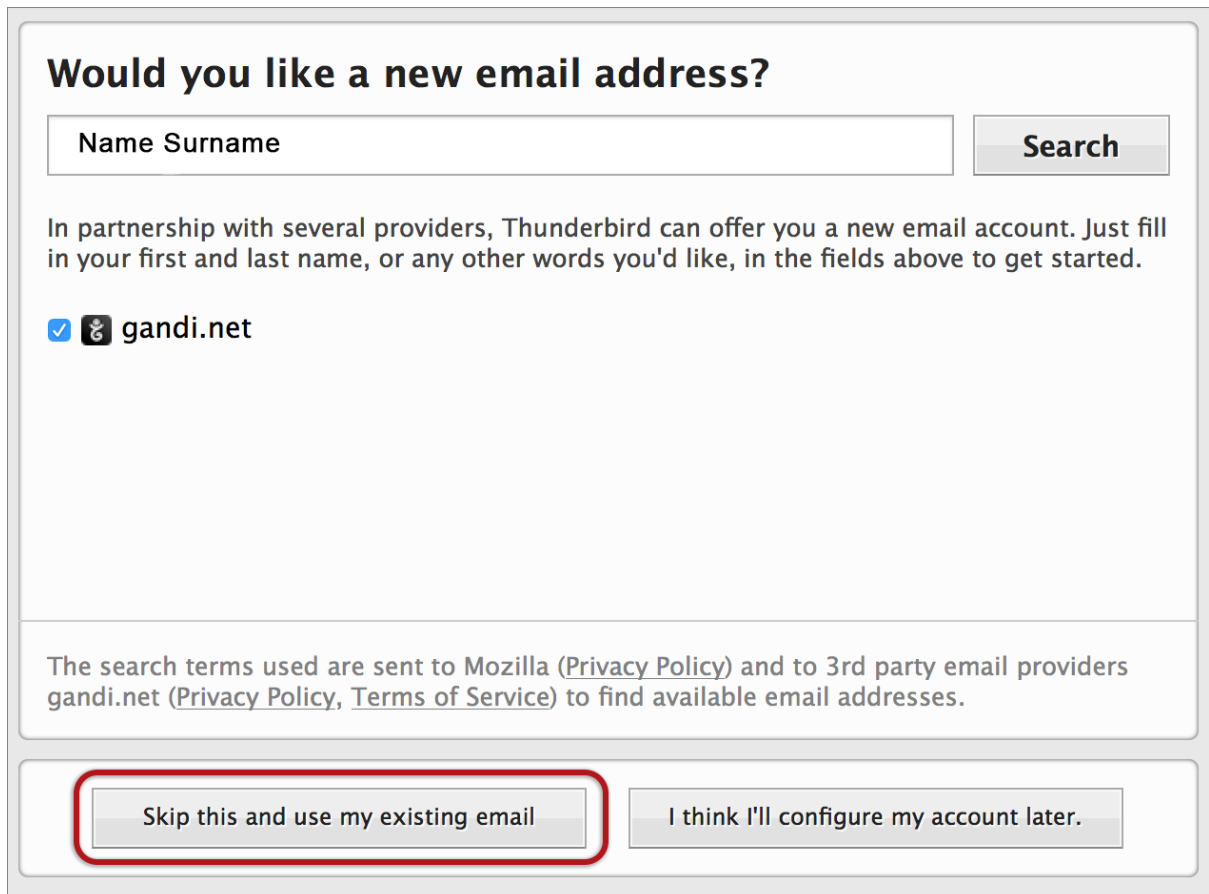 Would you like a new email address?
Name Surname
Search
In partnership with several providers, Thunderbird can offer you a new email account. Just fill
in your first and last name, or any other words you'd like, in the fields above to get started.
gandi.net
The search terms used are sent to Mozilla (Privacy Policy) and to 3rd party email providers
gandi.net (Privacy Policy, Terms of Service) to find available email addresses.
Skip this and use my existing email
I think I'll configure my account later.